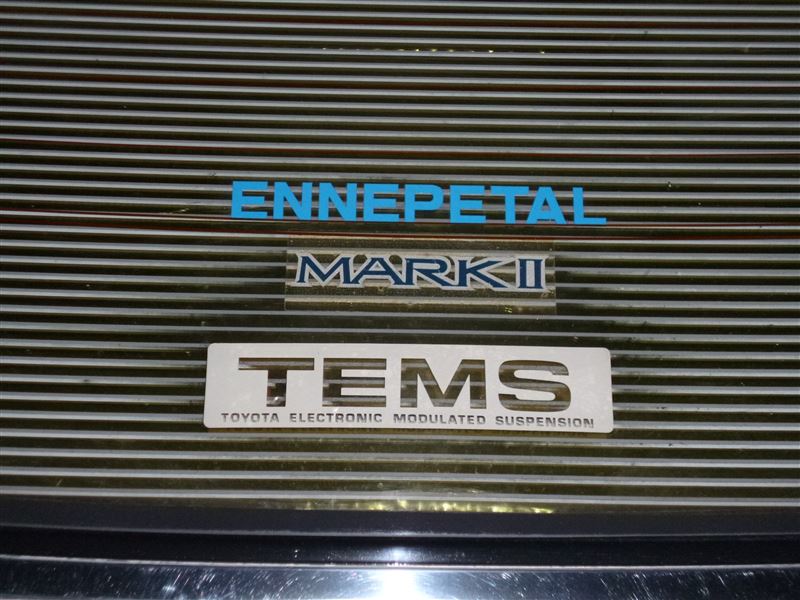 ENNEPETAL
MARK II
TEMS
TOYOTA ELECTRONIC MODULATED SUSPENSION